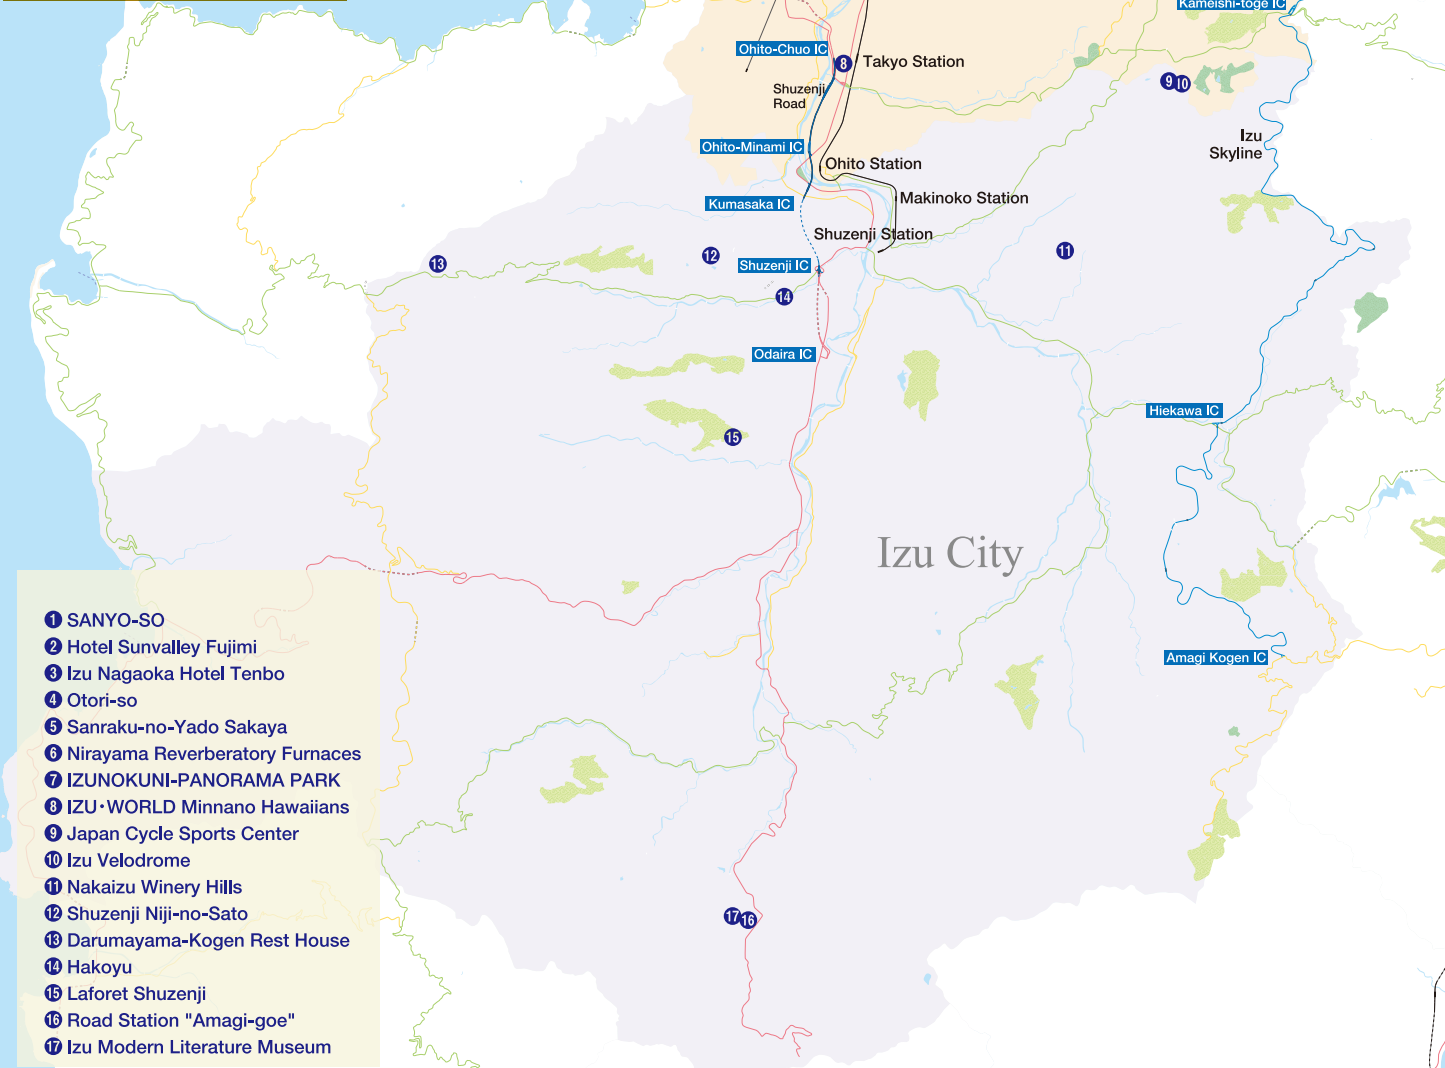 Kameishi-toge IC
Ohito-Chuo IC
8
Takyo Station
9
10
Shuzenji
Road
Izu
Skyline
Ohito-Minami IC
Ohito Station
Makinoko Station
Kumasaka IC
Shuzenji Station
11
12
13
Shuzenji IC
14
Odaira IC
Hiekawa IC
15
Izu City
Amagi Kogen IC
17
16
1 SANYO-SO
2 Hotel Sunvalley Fujimi
3 Izu Nagaoka Hotel Tenbo
4 Otori-so
5 Sanraku-no-Yado Sakaya
6 Nirayama Reverberatory Furnaces
7 IZUNOKUNI-PANORAMA PARK
8 IZU・WORLD Minnano Hawaiians
9 Japan Cycle Sports Center
10 Izu Velodrome
11 Nakaizu Winery Hills
12 Shuzenji Niji-no-Sato
13 Darumayama-Kogen Rest House
14 Hakoyu
15 Laforet Shuzenji
16 Road Station "Amagi-goe"
17 Izu Modern Literature Museum